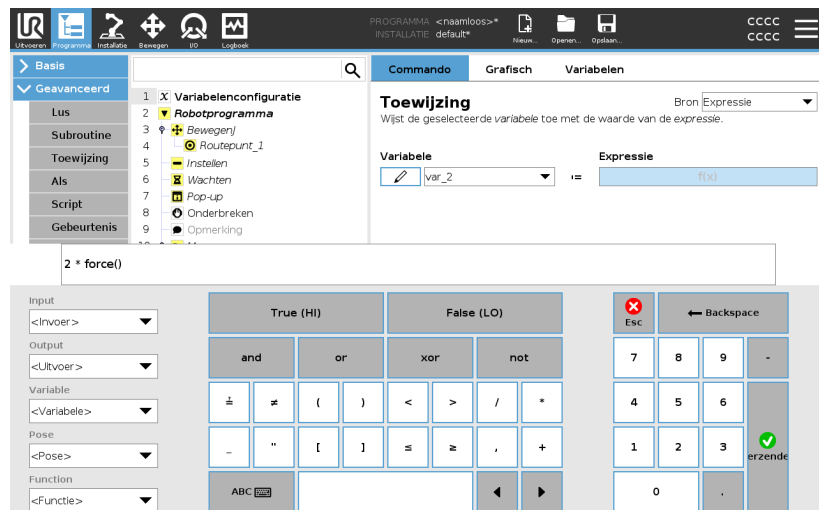 PROGRAMMA <naamloos>*
INSTALLATIE default*
CCCC
CCCC
Uitvoeren Programma Installatie Bewegen I/O Logboek
Nieuw... Openen... Opslaan...
Basis
Geavanceerd
Lus
Subroutine
Toewijzing
Als
Script
Gebeurtenis
1 X Variabelenconfiguratie
2 Robotprogramma
3 BewegenJ
4 Routepunt_1
5 Instellen
6 Wachten
7 Pop-up
8 Onderbreken
9 Opmerking
Commando Grafisch Variabelen
Toewijzing
Bron Expressie
Wijst de geselecteerde variabele toe met de waarde van de expressie.
Variabele Expressie
var_2 := f(x)
2 * force()
Input
<Invoer>
Output
<Uitvoer>
Variable
<Variabele>
Pose
<Pose>
Function
<Functie>
True (HI) False (LO)
and or xor not
≟ ≠ ( ) < > / *
_ " [ ] ≤ ≥ , +
ABC
Esc Backspace
7 8 9 -
4 5 6
1 2 3
erzende
0 .